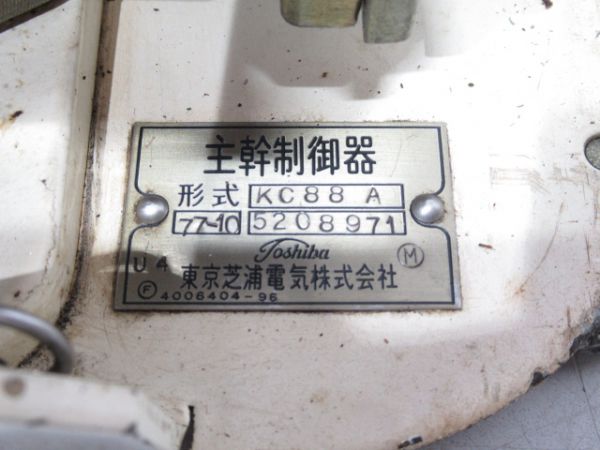 主幹制御器
形式 KC88 A
77-10 5208971
Toshiba Ⓜ
U 4 東京芝浦電気株式会社
Ⓕ 4006404-96